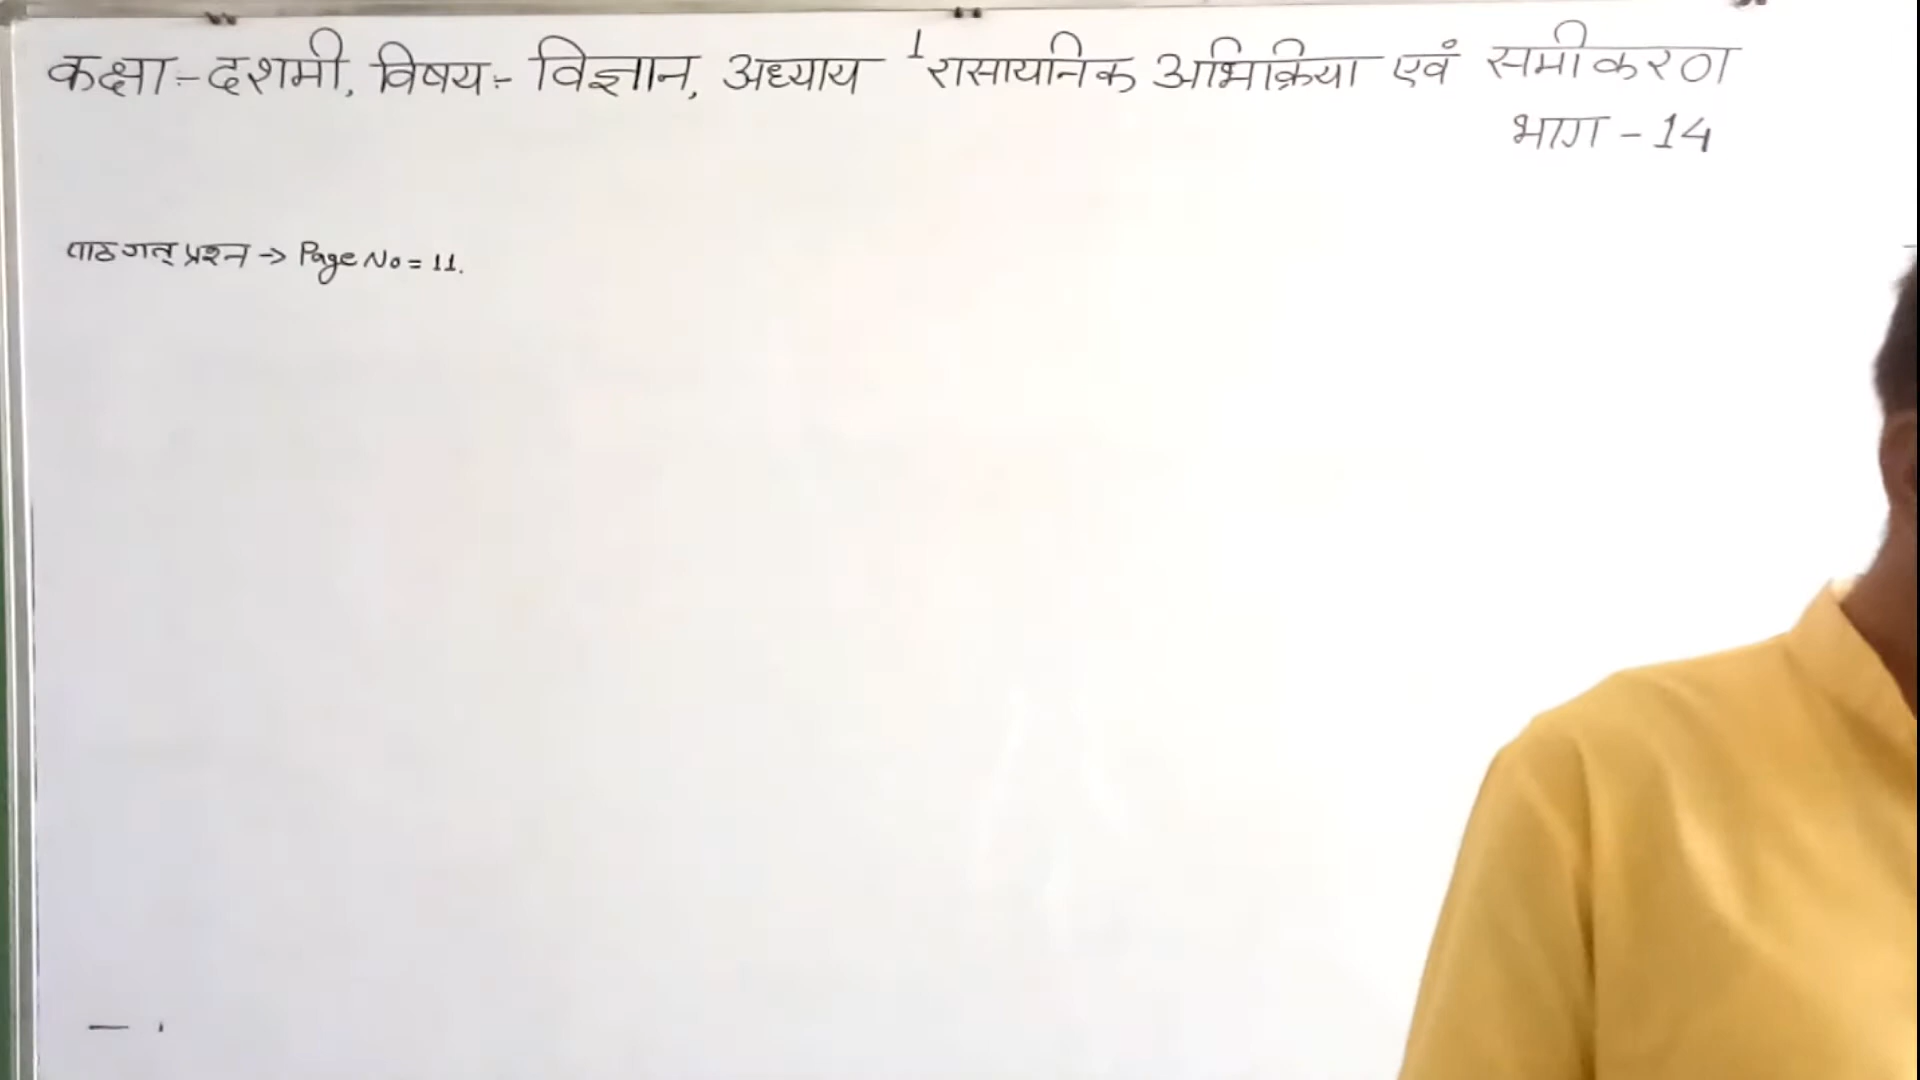 कक्षा:- दशमी, विषय:- विज्ञान, अध्याय 1 रासायनिक अभिक्रिया एवं समीकरण
भाग - 14
पाठगत् प्रश्न -> Page No = 11.